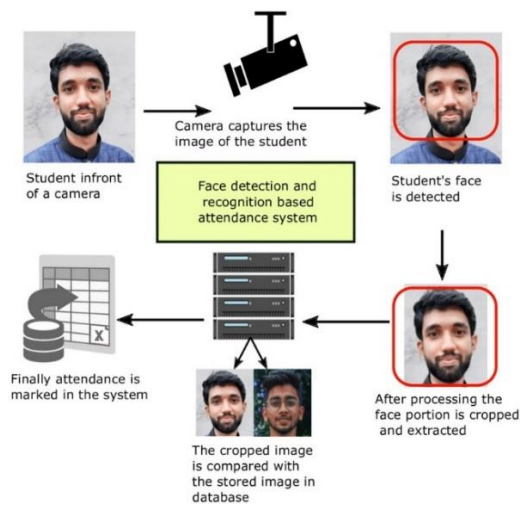 Camera captures the
image of the student
Student infront
of a camera
Student's face
is detected
Face detection and
recognition based
attendance system
After processing the
face portion is cropped
and extracted
The cropped image
is compared with
the stored image in
database
X
Finally attendance is
marked in the system